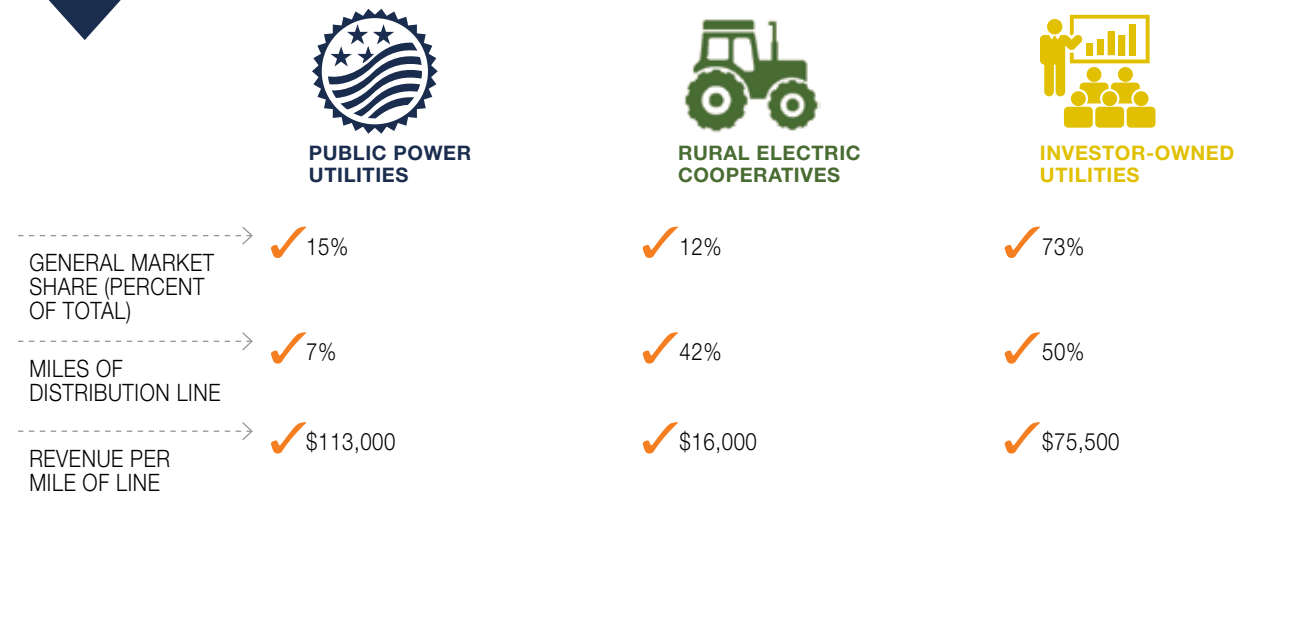 PUBLIC POWER
UTILITIES
RURAL ELECTRIC
COOPERATIVES
INVESTOR-OWNED
UTILITIES
GENERAL MARKET
SHARE (PERCENT
OF TOTAL)
15%
12%
73%
MILES OF
DISTRIBUTION LINE
7%
42%
50%
REVENUE PER
MILE OF LINE
$113,000
$16,000
$75,500